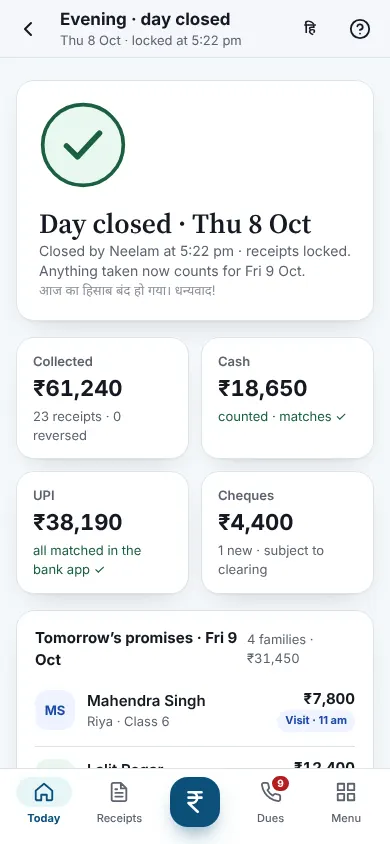 Evening · day closed
Thu 8 Oct · locked at 5:22 pm
हि
Day closed · Thu 8 Oct
Closed by Neelam at 5:22 pm · receipts locked.
Anything taken now counts for Fri 9 Oct.
आज का हिसाब बंद हो गया। धन्यवाद!
Collected
₹61,240
23 receipts · 0
reversed
Cash
₹18,650
counted · matches ✓
UPI
₹38,190
all matched in the
bank app ✓
Cheques
₹4,400
1 new · subject to
clearing
Tomorrow's promises · Fri 9
Oct
4 families ·
₹31,450
MS
Mahendra Singh
Riya · Class 6
₹7,800
Visit · 11 am
₹12,400
Today
Receipts
₹
9
Dues
Menu